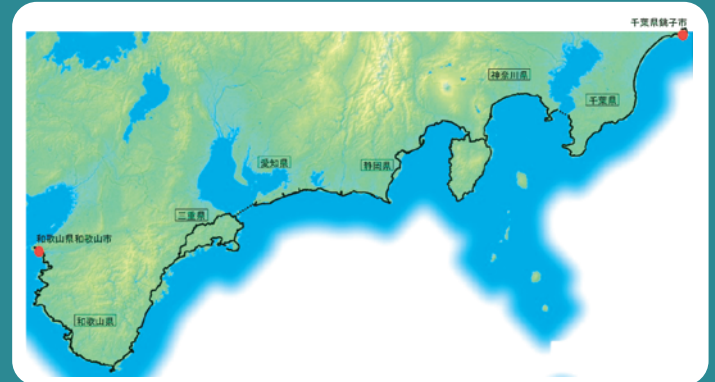 千葉県銚子市
神奈川県
千葉県
愛知県
静岡県
三重県
和歌山県和歌山市
和歌山県